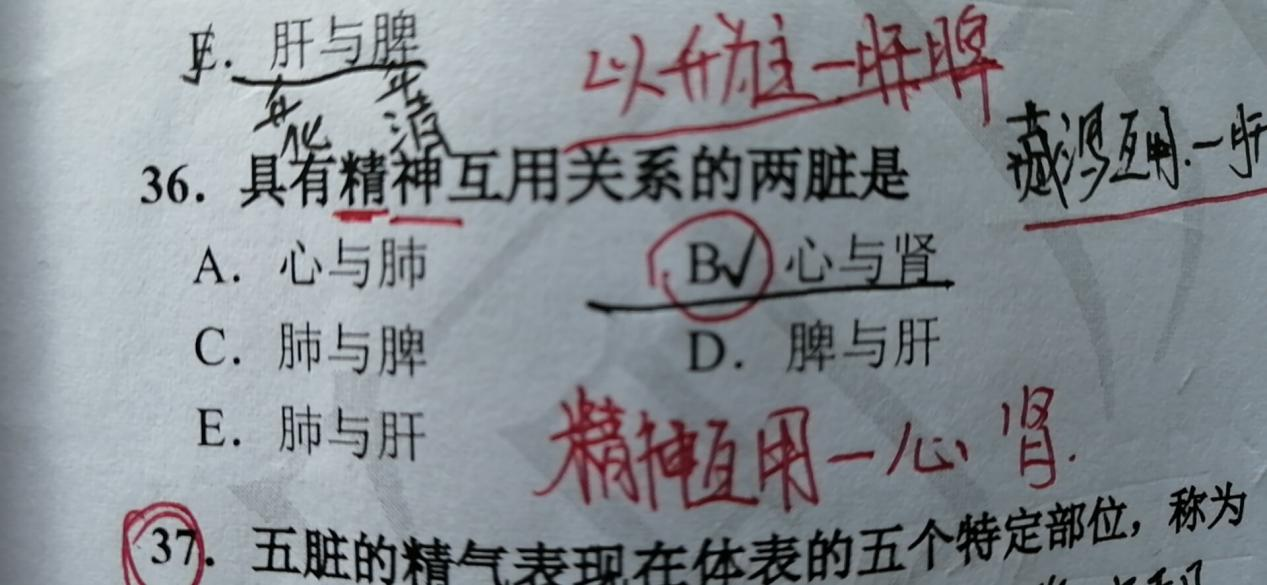 E. 肝与脾
以升为主一肝脾
藏泻互用.一肝
36. 具有精神互用关系的两脏是
A. 心与肺
B√ 心与肾
C. 肺与脾
D. 脾与肝
E. 肺与肝
精神互用一心肾.
37. 五脏的精气表现在体表的五个特定部位，称为